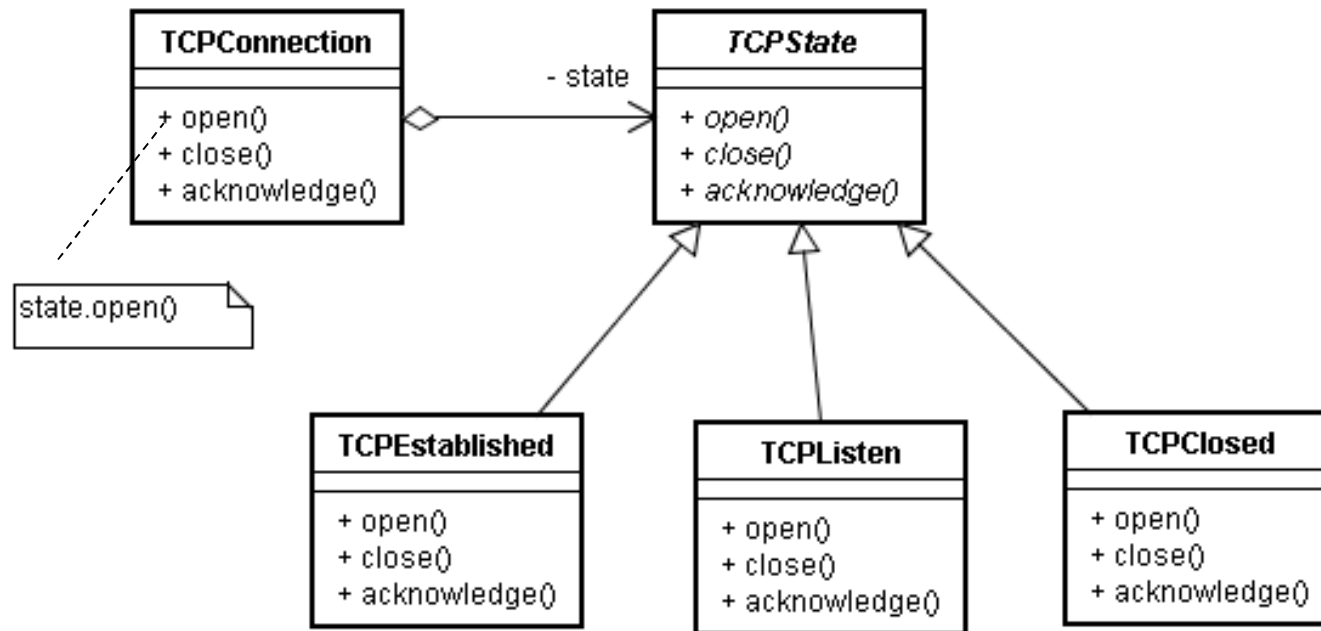 TCPConnection
+ open()
+ close()
+ acknowledge()
- state
TCPState
+ open()
+ close()
+ acknowledge()
state.open()
TCPEstablished
+ open()
+ close()
+ acknowledge()
TCPListen
+ open()
+ close()
+ acknowledge()
TCPClosed
+ open()
+ close()
+ acknowledge()